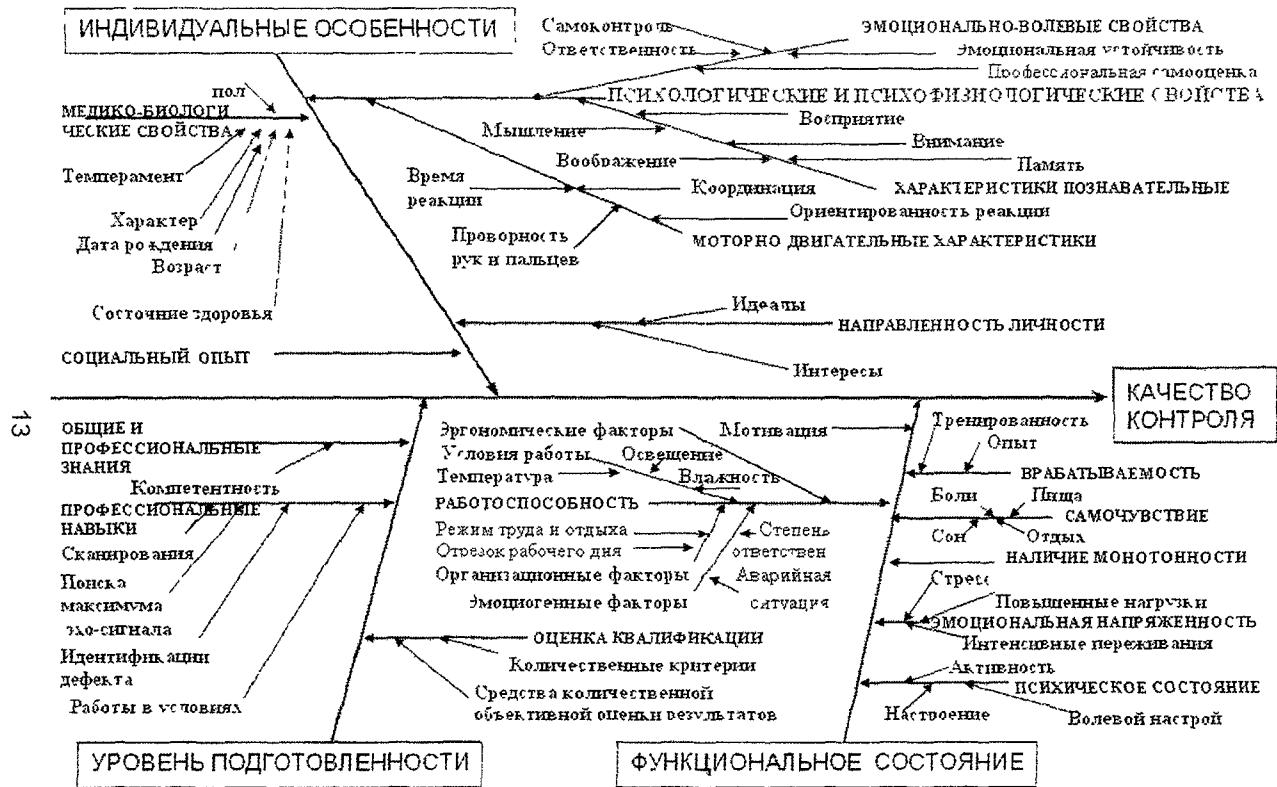 ИНДИВИДУАЛЬНЫЕ ОСОБЕННОСТИ
Самоконтроль
Ответственность
ЭМОЦИОНАЛЬНО-ВОЛЕВЫЕ СВОЙСТВА
Эмоциональная устойчивость
Профессиональная самооценка
ПСИХОЛОГИЧЕСКИЕ И ПСИХОФИЗИОЛОГИЧЕСКИЕ СВОЙСТВА
пол
МЕДИКО-БИОЛОГИ
ЧЕСКИЕ СВОЙСТВА
Темперамент
Характер
Дата рождения
Возраст
Состочние здоровья
Мышление
Воображение
Восприятие
Внимание
Память
ХАРАКТЕРИСТИКИ ПОЗНАВАТЕЛЬНЫЕ
Время
реакции
Координация
Ориентированность реакции
Проворность
рук и пальцев
МОТОРНО ДВИГАТЕЛЬНЫЕ ХАРАКТЕРИСТИКИ
Идеалы
НАПРАВЛЕННОСТЬ ЛИЧНОСТИ
Интересы
СОЦИАЛЬНЫЙ ОПЫТ
КАЧЕСТВО
КОНТРОЛЯ
13
ОБЩИЕ И
ПРОФЕССИОНАЛЬНЫЕ
ЗНАНИЯ
Компетентность
ПРОФЕССИОНАЛЬНЫЕ
НАВЫКИ
Сканирования
Поиска
максимума
эхо-сигнала
Идентификации
дефекта
Работы в условиях
Эргономические факторы
Условия работы
Освещение
Температура
Влажность
РАБОТОСПОСОБНОСТЬ
Режим труда и отдыха
Отрезок рабочего дня
Организационные факторы
Эмоциогенные факторы
Степень
ответствен
Аварийная
ситуация
Мотивация
ОЦЕНКА КВАЛИФИКАЦИИ
Количественные критерии
Средства количественной
объективной оценки результатов
Тренированность
Опыт
ВРАБАТЫВАЕМОСТЬ
Боли
Пища
САМОЧУВСТВИЕ
Сон
Отдых
НАЛИЧИЕ МОНОТОННОСТИ
Стресс
Повышенные нагрузки
ЭМОЦИОНАЛЬНАЯ НАПРЯЖЕННОСТЬ
Интенсивные переживания
Активность
ПСИХИЧЕСКОЕ СОСТОЯНИЕ
Настроение
Волевой настрой
УРОВЕНЬ ПОДГОТОВЛЕННОСТИ
ФУНКЦИОНАЛЬНОЕ СОСТОЯНИЕ